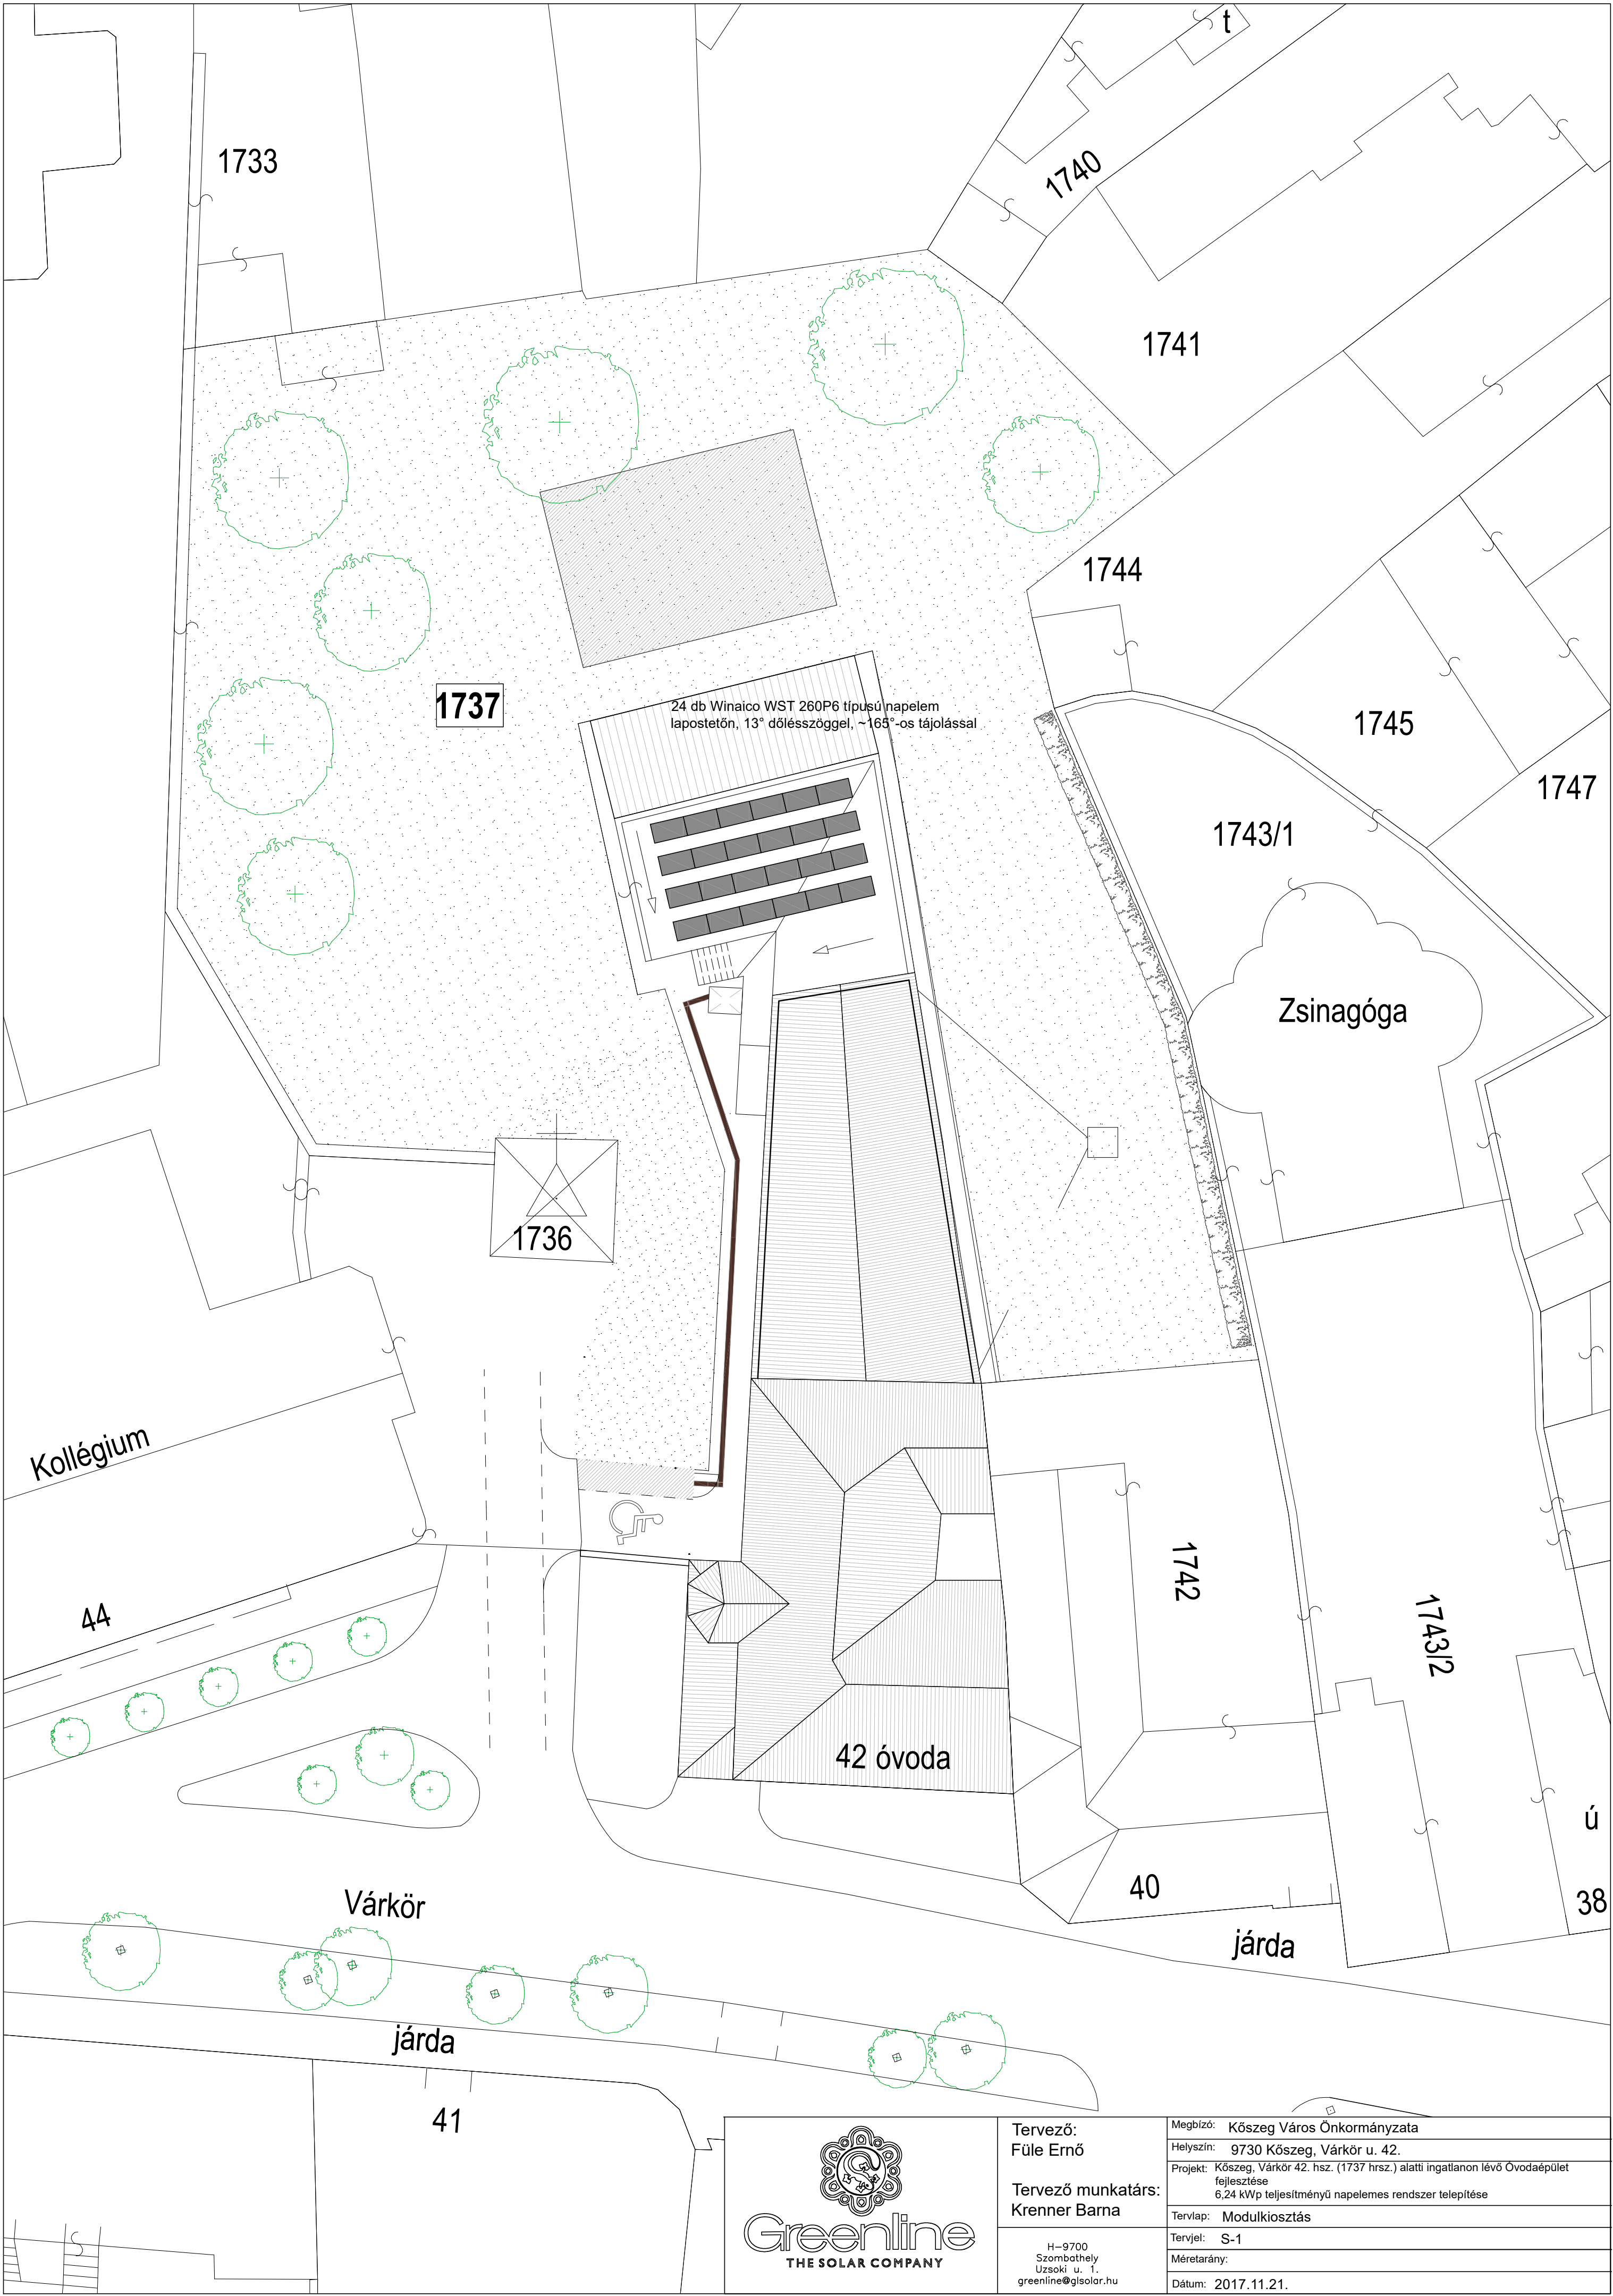 t
1733
1740
1741
1744
1737
24 db Winaico WST 260P6 típusú napelem
lapostetőn, 13° dőlésszöggel, ~165°-os tájolással
1745
1747
1743/1
Zsinagóga
1736
Kollégium
44
1742
1743/2
42 óvoda
ú
40
38
Várkör
járda
járda
41
Greenline
THE SOLAR COMPANY
Tervező:
Füle Ernő
Tervező munkatárs:
Krenner Barna
H-9700
Szombathely
Uzsoki u. 1.
greenline@glsolar.hu
Megbízó: Kőszeg Város Önkormányzata
Helyszín: 9730 Kőszeg, Várkör u. 42.
Projekt: Kőszeg, Várkör 42. hsz. (1737 hrsz.) alatti ingatlanon lévő Óvodaépület
fejlesztése
6,24 kWp teljesítményű napelemes rendszer telepítése
Tervlap: Modulkiosztás
Tervjel: S-1
Méretarány:
Dátum: 2017.11.21.